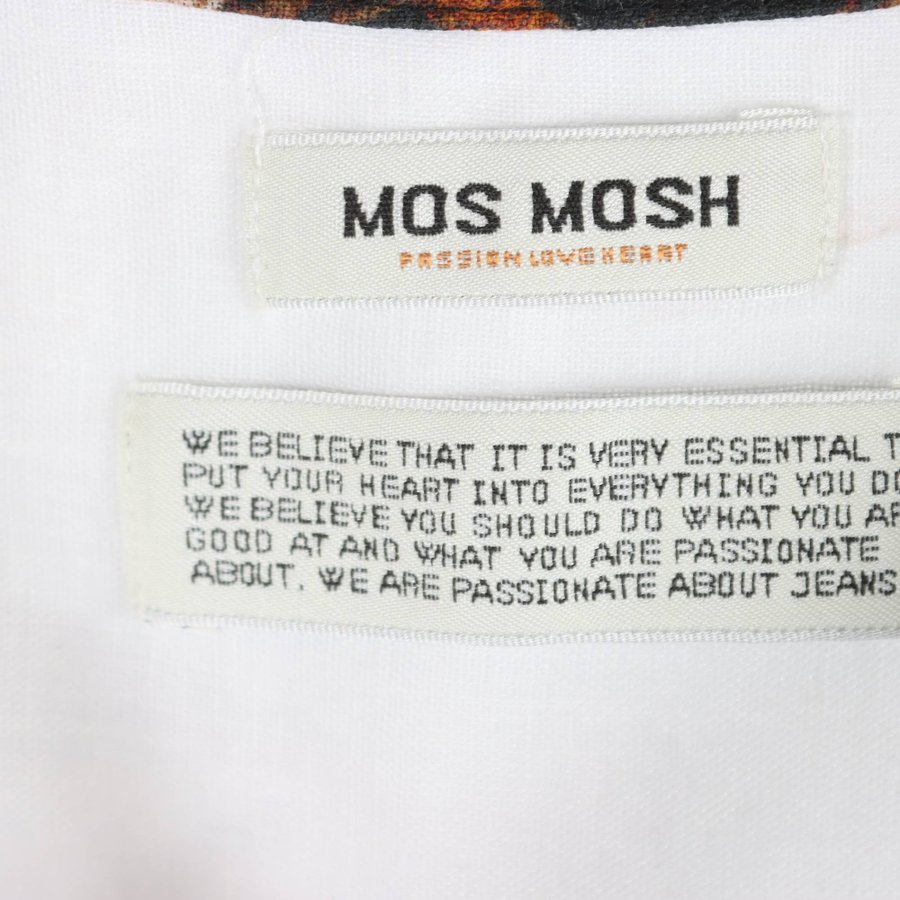 MOS MOSH
PASSION LOVE HEART
WE BELIEVE THAT IT IS VERY ESSENTIAL T
PUT YOUR HEART INTO EVERYTHING YOU DO
WE BELIEVE YOU SHOULD DO WHAT YOU AR
GOOD AT AND WHAT YOU ARE PASSIONATE
ABOUT. WE ARE PASSIONATE ABOUT JEANS